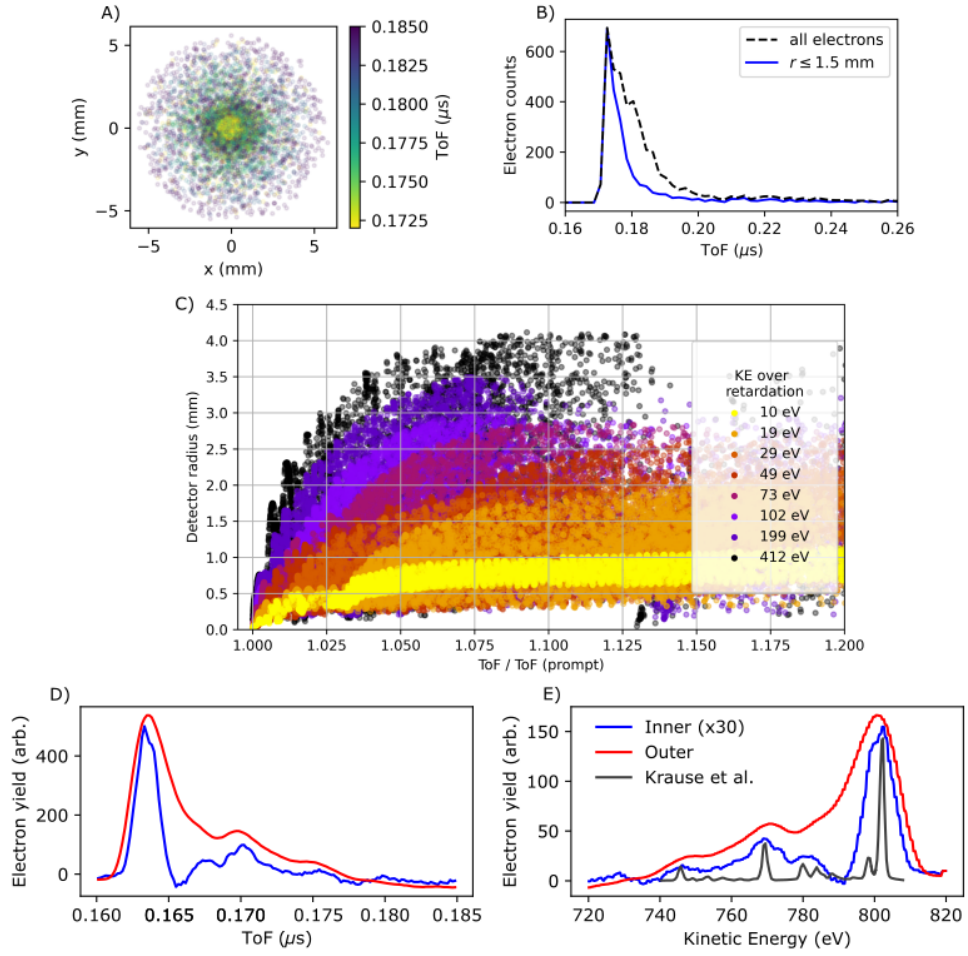 A)
5
0
−5
y (mm)
−5
0
5
x (mm)
0.1850
0.1825
0.1800
0.1775
0.1750
0.1725
ToF (μs)
B)
600
400
200
0
Electron counts
all electrons
r ≤ 1.5 mm
0.16
0.18
0.20
0.22
0.24
0.26
ToF (μs)
C)
4.5
4.0
3.5
3.0
2.5
2.0
1.5
1.0
0.5
0.0
Detector radius (mm)
KE over
retardation
10 eV
19 eV
29 eV
49 eV
73 eV
102 eV
199 eV
412 eV
1.000
1.025
1.050
1.075
1.100
1.125
1.150
1.175
1.200
ToF / ToF (prompt)
D)
400
200
0
Electron yield (arb.)
0.160
0.165
0.170
0.175
0.180
0.185
ToF (μs)
E)
150
100
50
0
Electron yield (arb.)
Inner (x30)
Outer
Krause et al.
720
740
760
780
800
820
Kinetic Energy (eV)